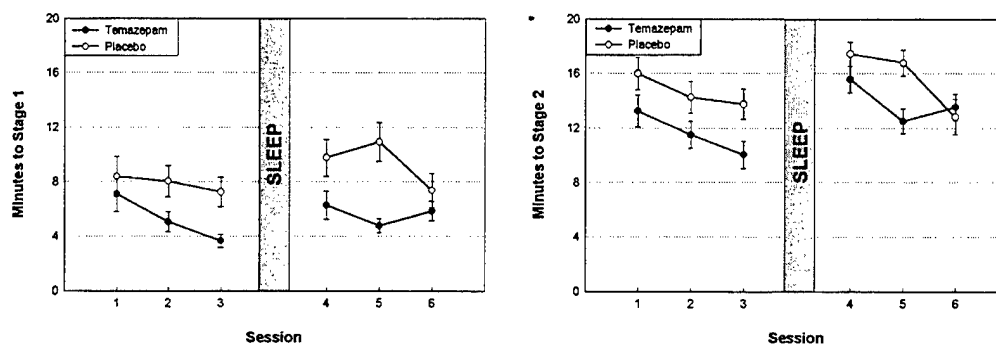 20
16
12
8
4
0
Minutes to Stage 1
Temazepam
Placebo
SLEEP
1 2 3 4 5 6
Session
20
16
12
8
4
0
Minutes to Stage 2
Temazepam
Placebo
SLEEP
1 2 3 4 5 6
Session